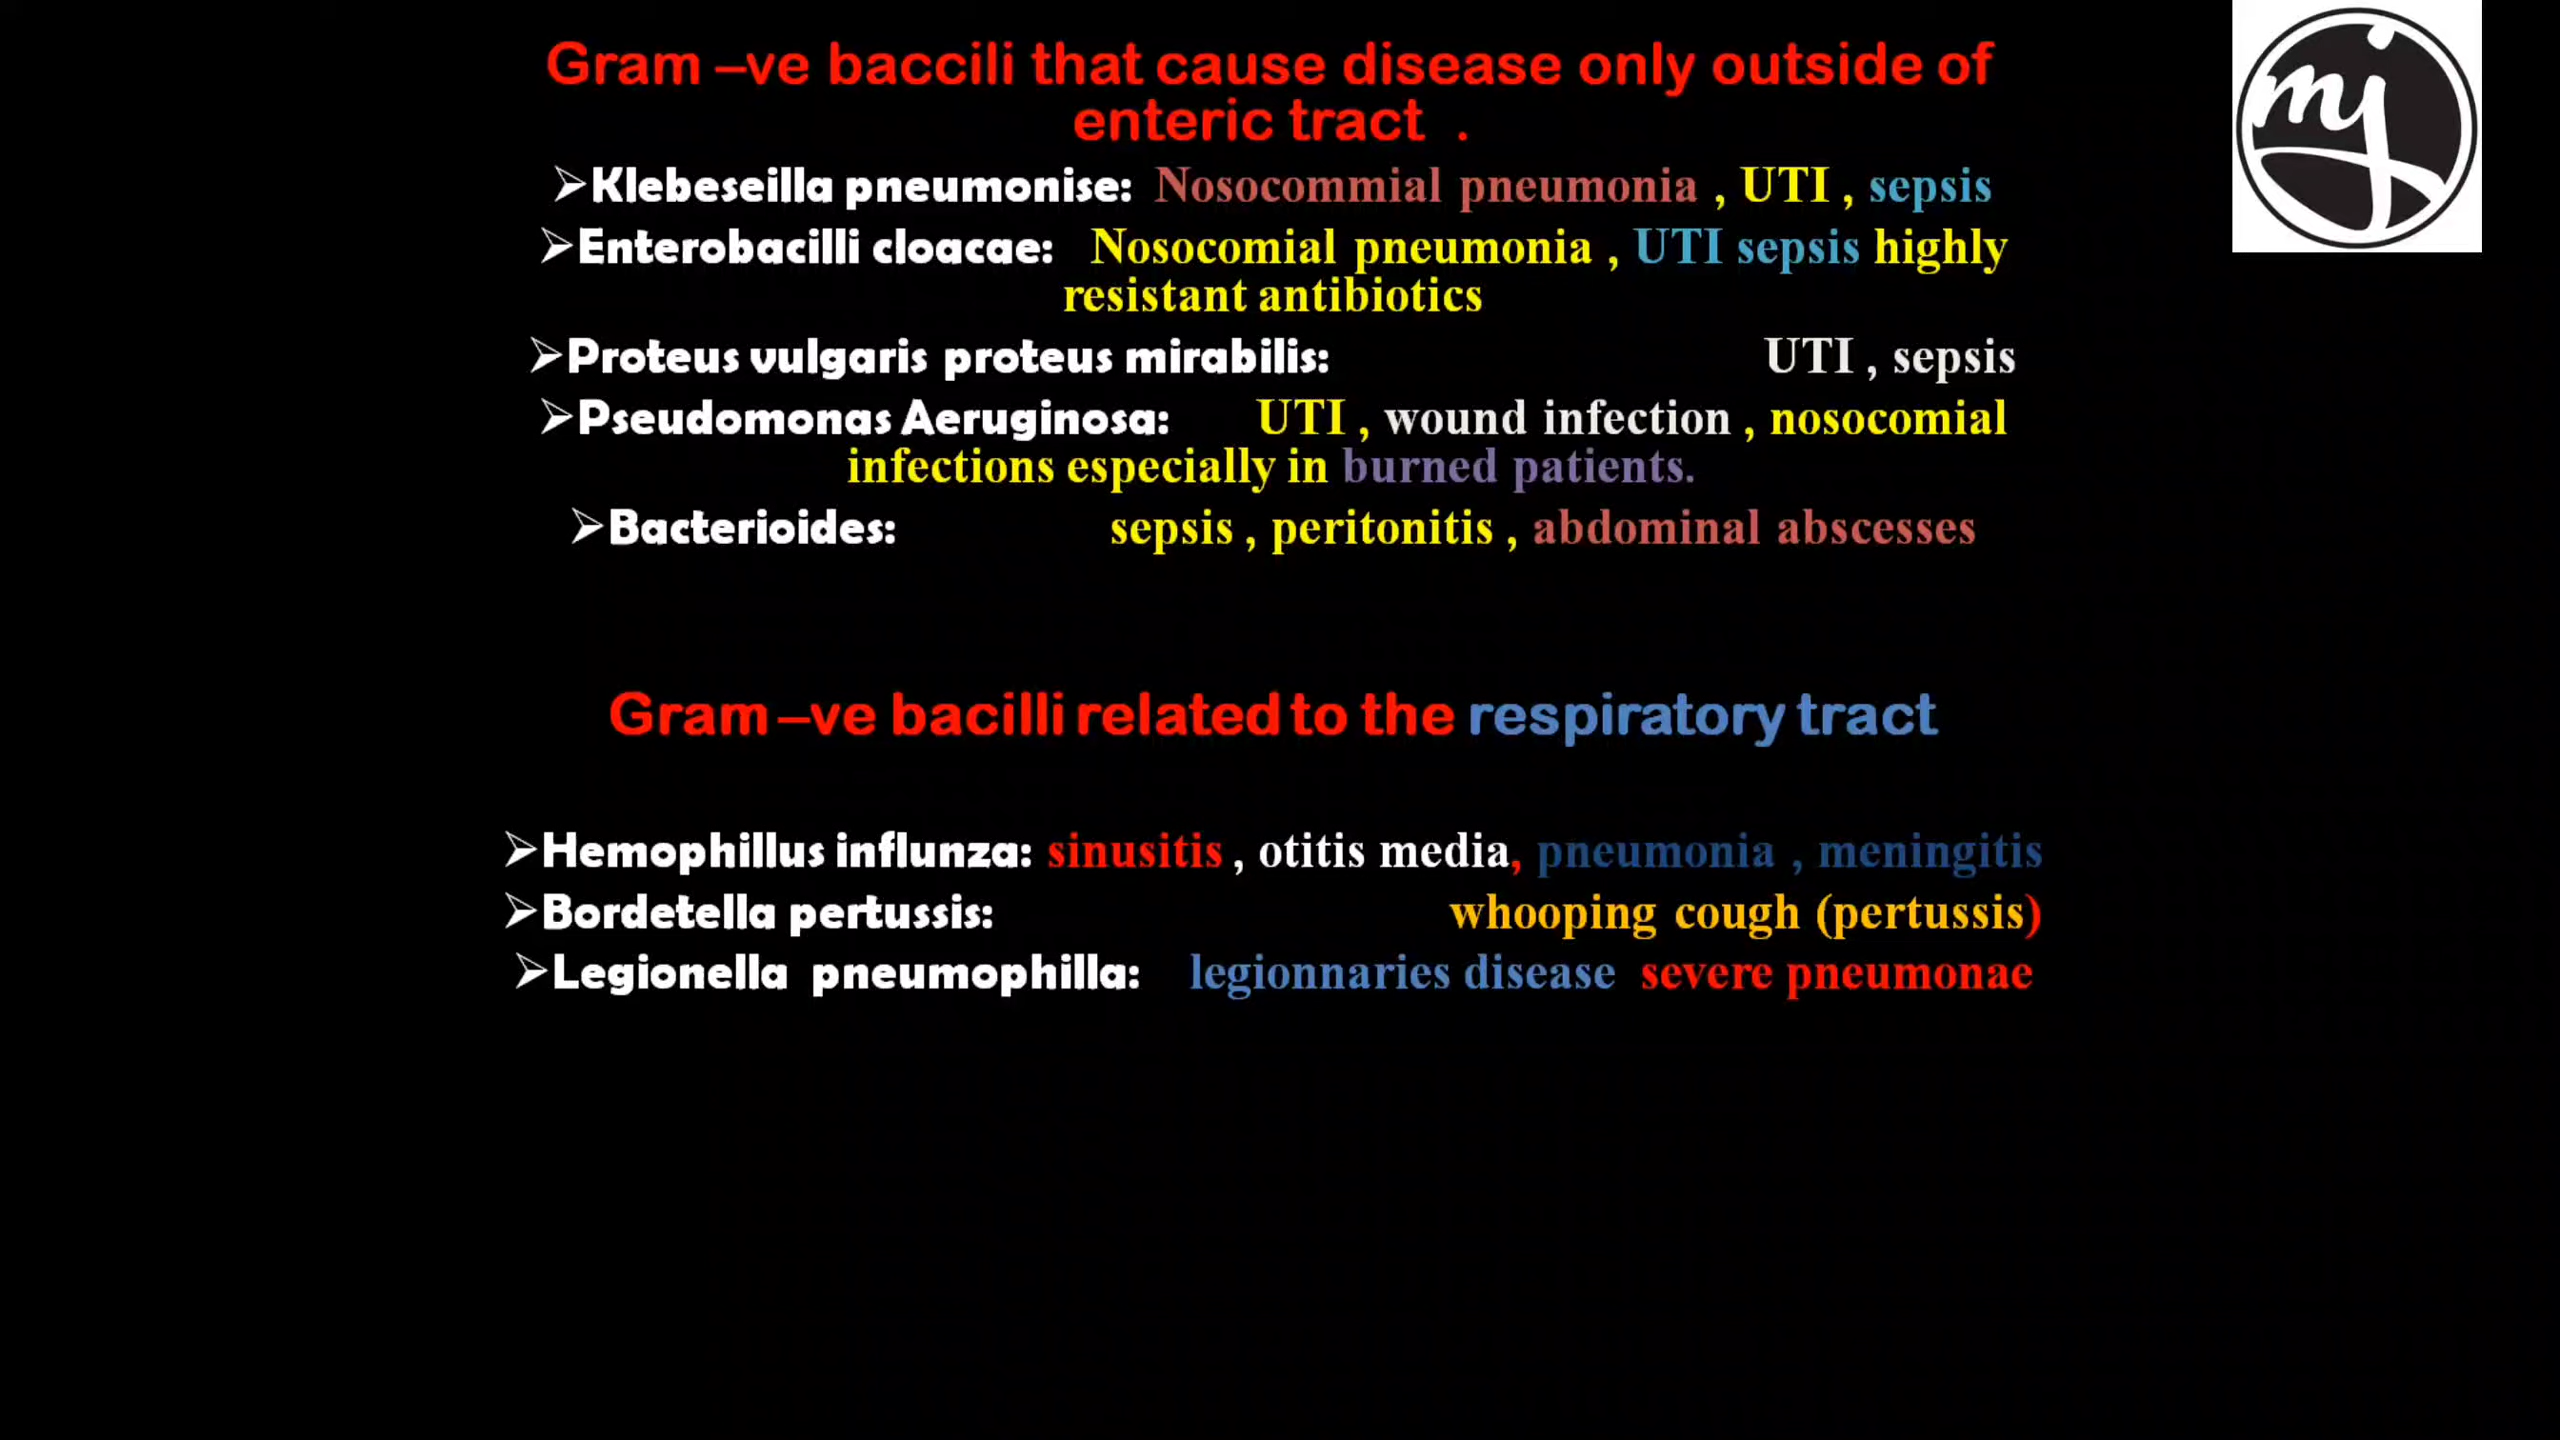 Gram –ve baccili that cause disease only outside of
enteric tract .
➢Klebeseilla pneumonise: Nosocommial pneumonia , UTI , sepsis
➢Enterobacilli cloacae: Nosocomial pneumonia , UTI sepsis highly
resistant antibiotics
➢Proteus vulgaris proteus mirabilis: UTI , sepsis
➢Pseudomonas Aeruginosa: UTI , wound infection , nosocomial
infections especially in burned patients.
➢Bacterioides: sepsis , peritonitis , abdominal abscesses
Gram –ve bacilli related to the respiratory tract
➢Hemophillus influnza: sinusitis , otitis media, pneumonia , meningitis
➢Bordetella pertussis: whooping cough (pertussis)
➢Legionella pneumophilla: legionnaries disease severe pneumonae
mj